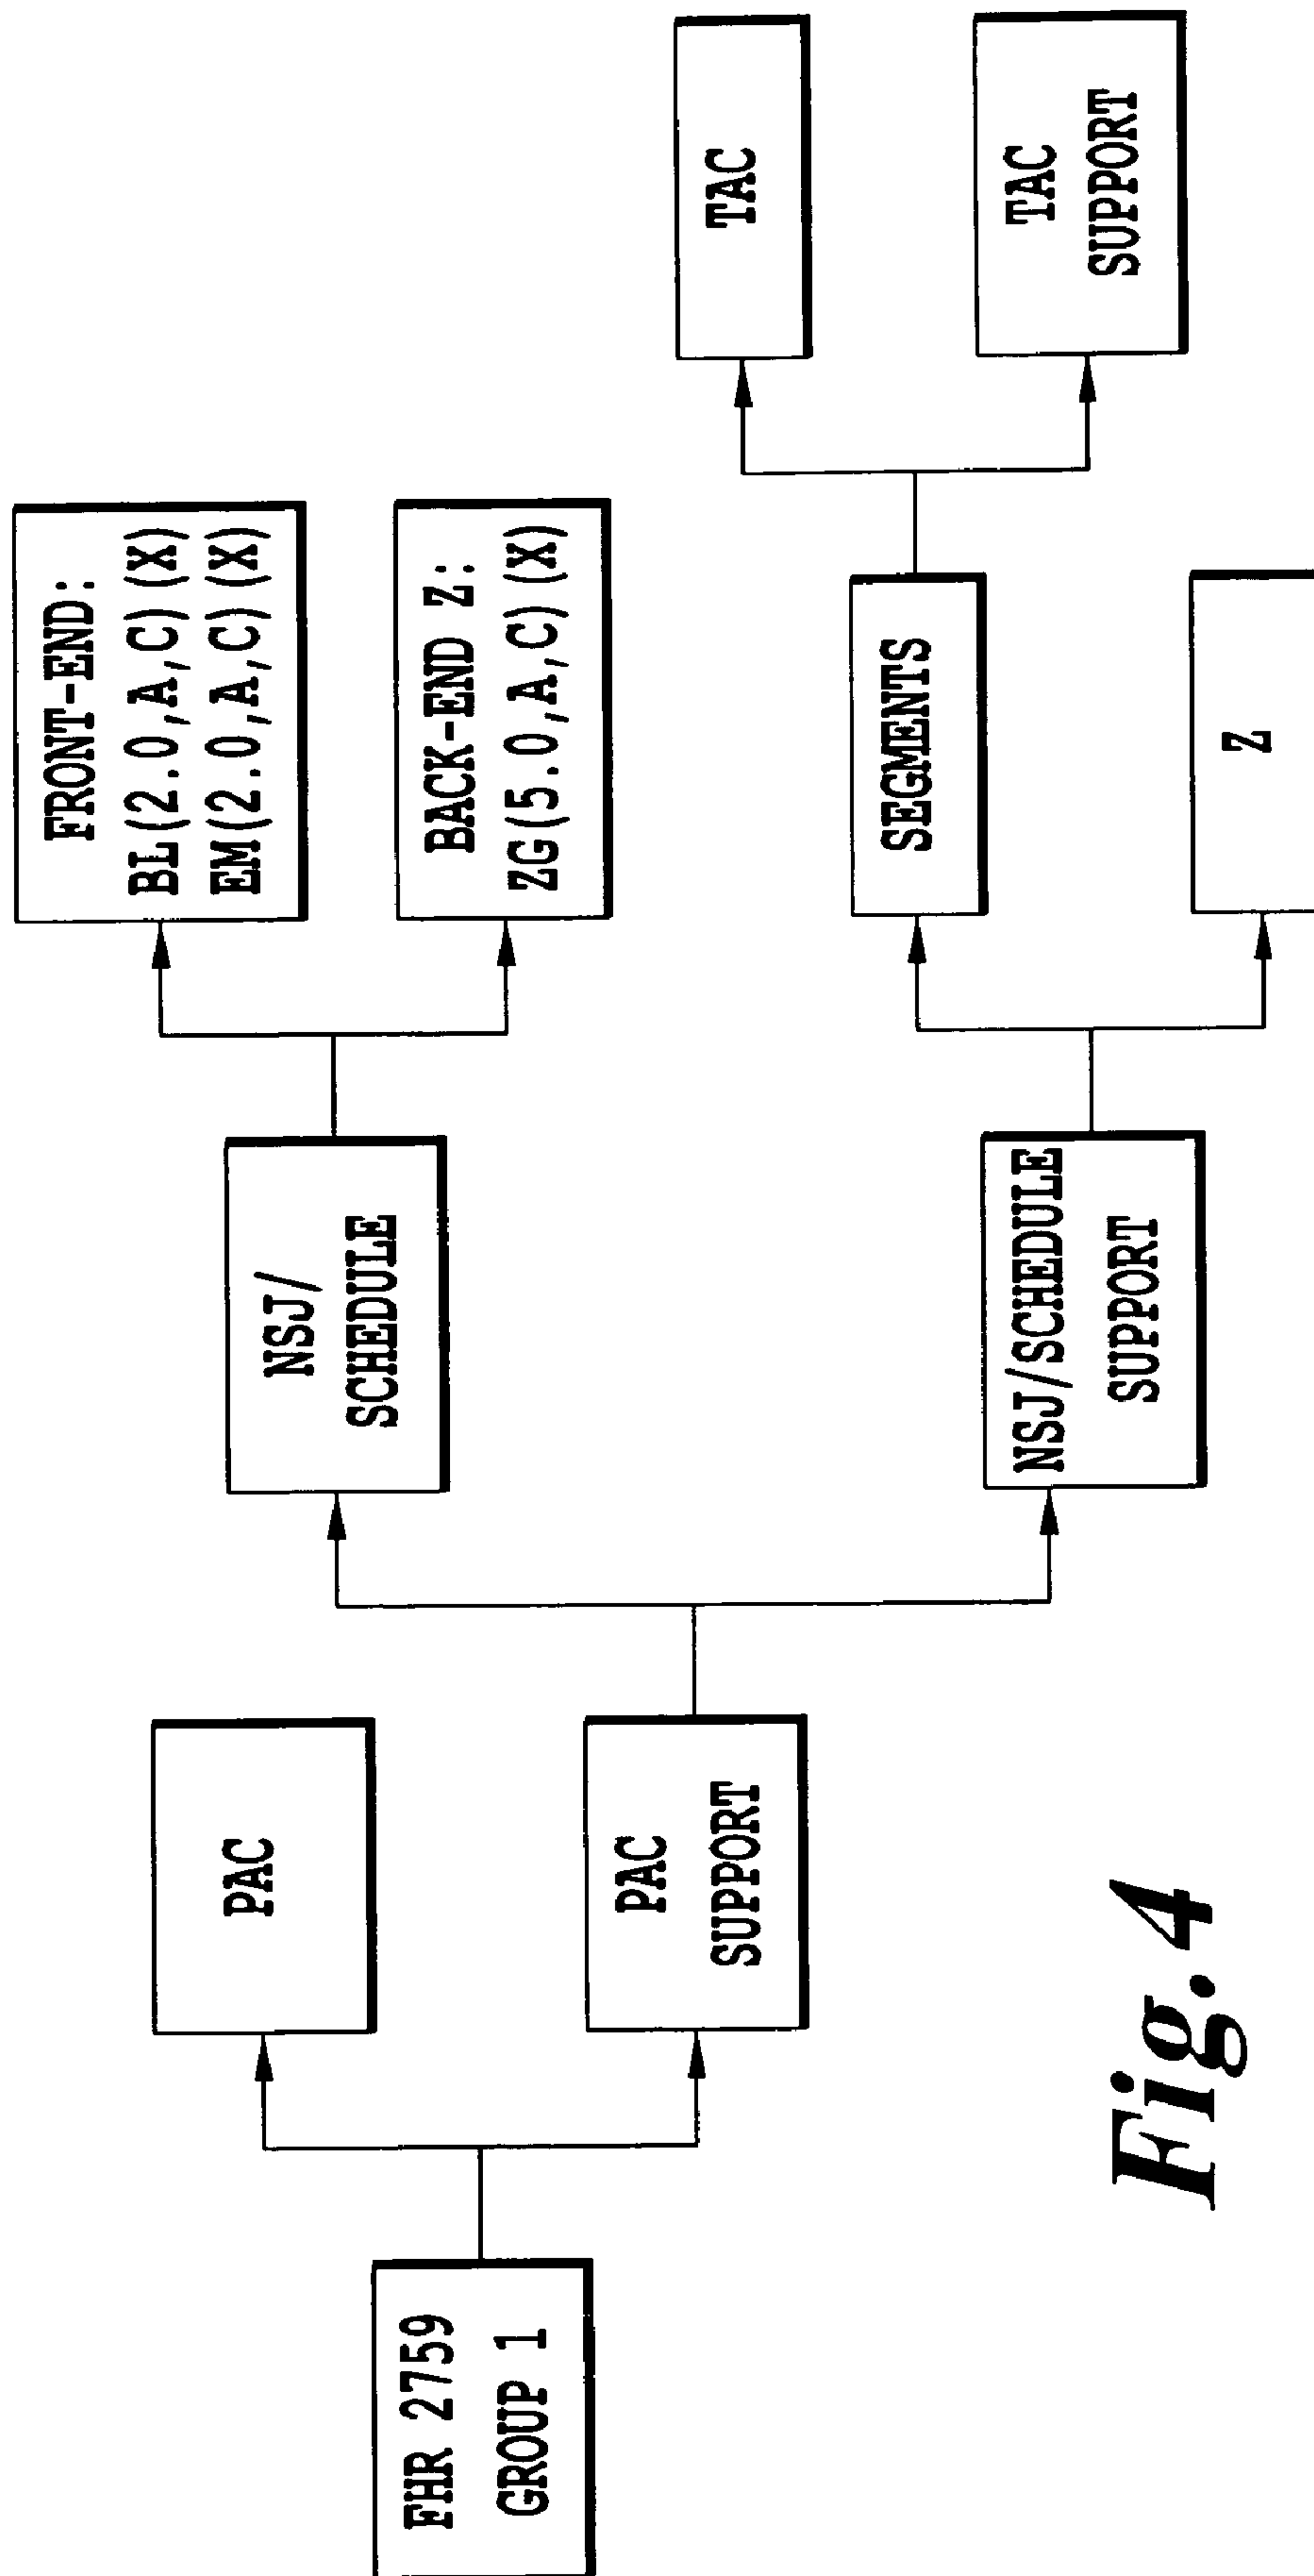 FHR 2759
GROUP 1
PAC
PAC
SUPPORT
NSJ/
SCHEDULE
NSJ/SCHEDULE
SUPPORT
FRONT-END:
BL(2.0,A,C)(X)
EM(2.0,A,C)(X)
BACK-END Z:
ZG(5.0,A,C)(X)
SEGMENTS
Z
TAC
TAC
SUPPORT
Fig. 4